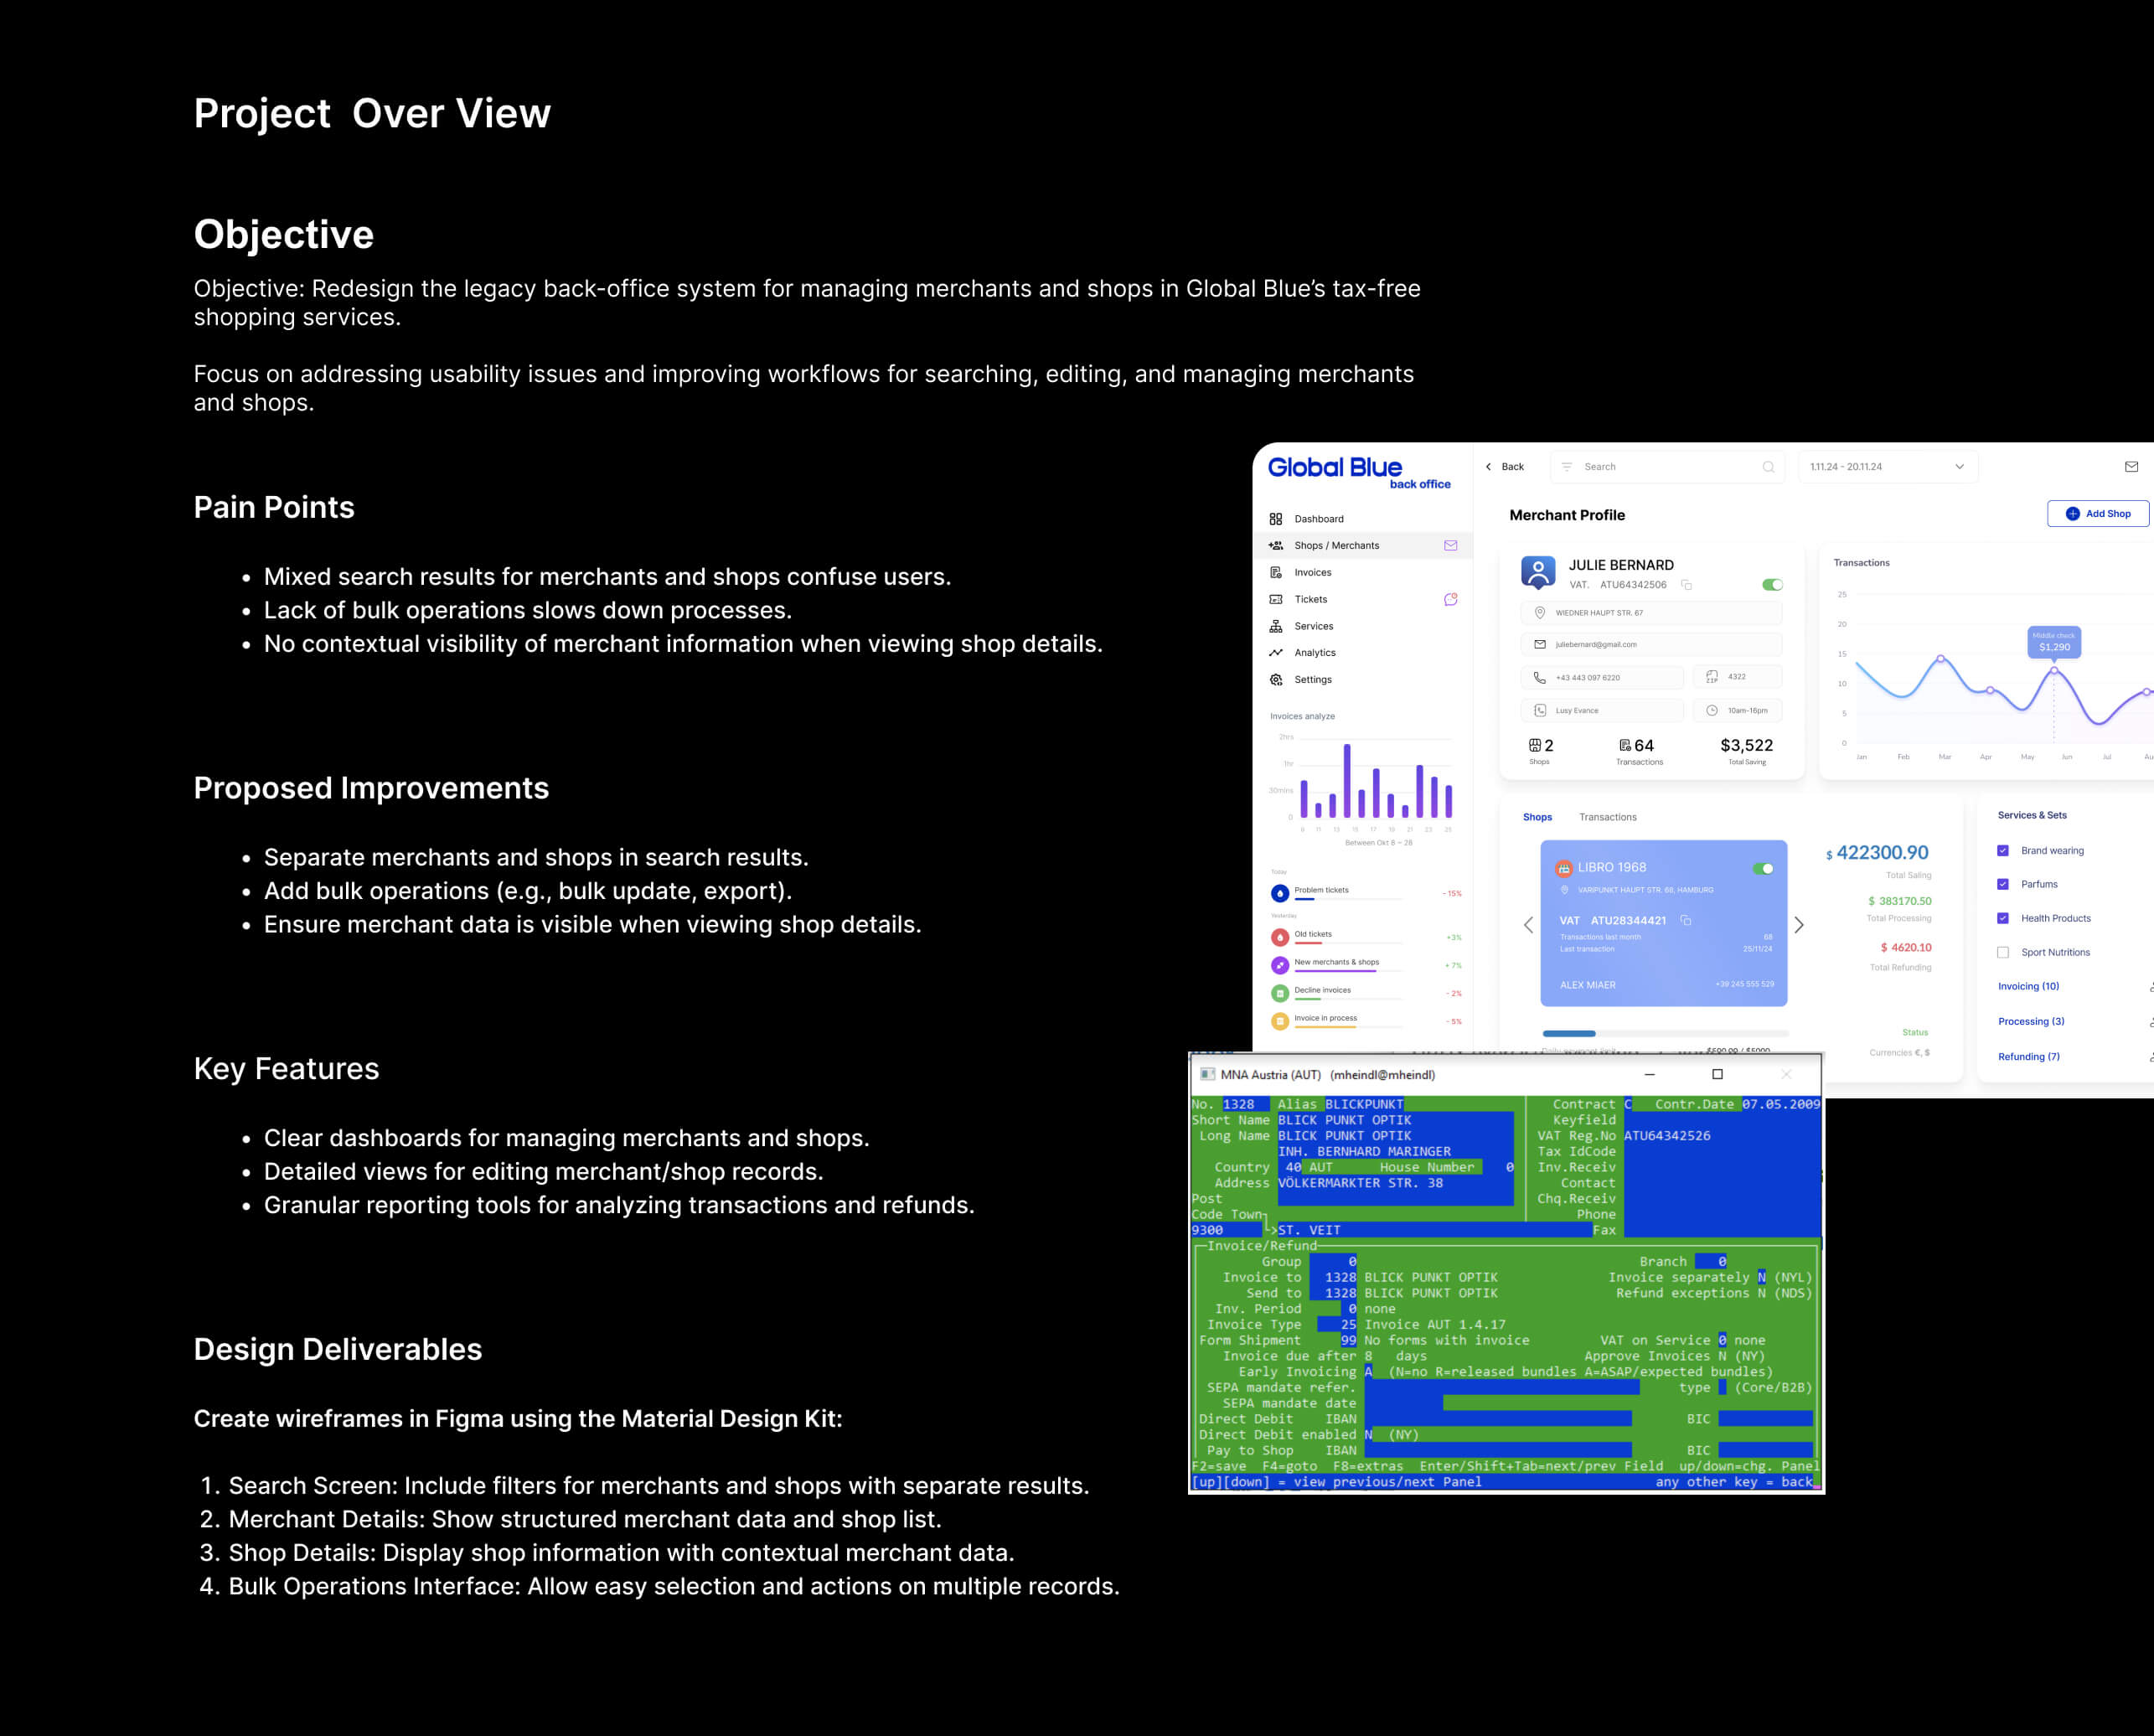 Project  Over View
Objective
Objective: Redesign the legacy back-office system for managing merchants and shops in Global Blue’s tax-free
shopping services.
Focus on addressing usability issues and improving workflows for searching, editing, and managing merchants
and shops.
Pain Points
• Mixed search results for merchants and shops confuse users.
• Lack of bulk operations slows down processes.
• No contextual visibility of merchant information when viewing shop details.
Proposed Improvements
• Separate merchants and shops in search results.
• Add bulk operations (e.g., bulk update, export).
• Ensure merchant data is visible when viewing shop details.
Key Features
• Clear dashboards for managing merchants and shops.
• Detailed views for editing merchant/shop records.
• Granular reporting tools for analyzing transactions and refunds.
Design Deliverables
Create wireframes in Figma using the Material Design Kit:
1. Search Screen: Include filters for merchants and shops with separate results.
2. Merchant Details: Show structured merchant data and shop list.
3. Shop Details: Display shop information with contextual merchant data.
4. Bulk Operations Interface: Allow easy selection and actions on multiple records.
Global Blue
back office
Dashboard
Shops / Merchants
Invoices
Tickets
Services
Analytics
Settings
Invoices analyze
2hrs
1hr
30mins
0
9 11 13 15 17 19 21 23 25
Between Okt 8 – 28
Today
Problem tickets - 15%
Yesterday
Old tickets +3%
New merchants & shops + 7%
Decline invoices - 2%
Invoice in process - 5%
Back
Search
1.11.24 - 20.11.24
Merchant Profile
Add Shop
JULIE BERNARD
VAT. ATU64342506
WIEDNER HAUPT STR. 67
juliebernard@gmail.com
+43 443 097 6220
ZIP 4322
Lusy Evance
10am-16pm
2 64 $3,522
Shops Transactions Total Saving
Transactions
25
20
15
10
5
0
Jan Feb Mar Apr May Iun Jul Au
Middle check
$1,290
Shops Transactions
LIBRO 1968
VARIPUNKT HAUPT STR. 68, HAMBURG
VAT ATU28344421
Transactions last month 68
Last transaction 25/11/24
ALEX MIAER +39 245 555 529
$ 422300.90
Total Saling
$ 383170.50
Total Processing
$ 4620.10
Total Refunding
Status
Currencies €, $
Services & Sets
Brand wearing
Parfums
Health Products
Sport Nutritions
Invoicing (10)
Processing (3)
Refunding (7)
MNA Austria (AUT) (mheindl@mheindl)
No. 1328 Alias BLICKPUNKT Contract C Contr.Date 07.05.2009
Short Name BLICK PUNKT OPTIK Keyfield
Long Name BLICK PUNKT OPTIK VAT Reg.No ATU64342526
INH. BERNHARD MARINGER Tax IdCode
Country 40 AUT House Number 0 Inv.Receiv
Address VÖLKERMARKTER STR. 38 Contact
Post Chq.Receiv
Code Town Phone
9300 ->ST. VEIT Fax
Invoice/Refund
Group 0 Branch 0
Invoice to 1328 BLICK PUNKT OPTIK Invoice separately N (NYL)
Send to 1328 BLICK PUNKT OPTIK Refund exceptions N (NDS)
Inv. Period 0 none
Invoice Type 25 Invoice AUT 1.4.17
Form Shipment 99 No forms with invoice VAT on Service 0 none
Invoice due after 8 days Approve Invoices N (NY)
Early Invoicing A (N=no R=released bundles A=ASAP/expected bundles)
SEPA mandate refer. type (Core/B2B)
SEPA mandate date
Direct Debit IBAN BIC
Direct Debit enabled N (NY)
Pay to Shop IBAN BIC
F2=save F4=goto F8=extras Enter/Shift+Tab=next/prev Field up/down=chg. Panel
[up][down] = view previous/next Panel any other key = back